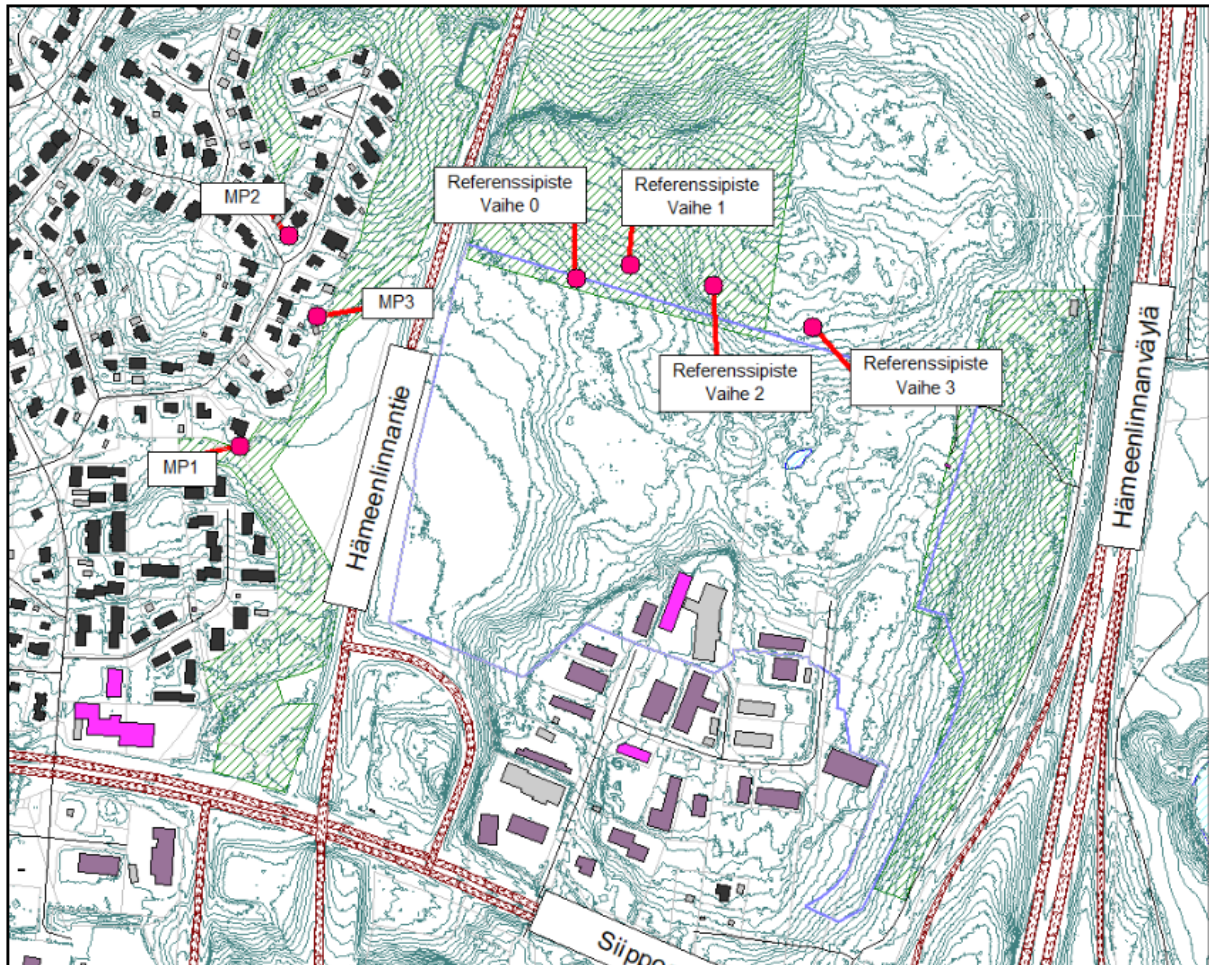 MP2
Referenssipiste
Vaihe 0
Referenssipiste
Vaihe 1
MP3
Referenssipiste
Vaihe 2
Referenssipiste
Vaihe 3
MP1
Hämeenlinnantie
Hämeenlinnanväylä